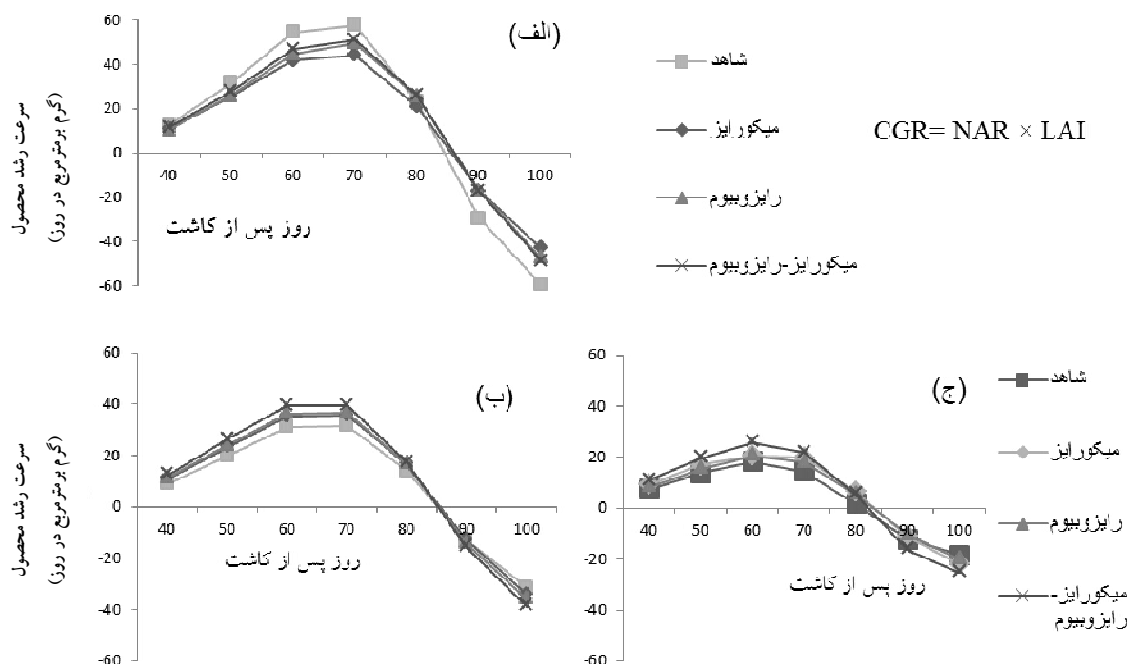 (الف)
60
40
20
0
-20
-40
-60
40 50 60 70 80 90 100
سرعت رشد محصول
(گرم برمترمربع در روز)
روز پس از کاشت
شاهد
میکورایز
رایزوبیوم
میکورایز-رایزوبیوم
CGR= NAR × LAI
(ب)
60
40
20
0
-20
-40
-60
40 50 60 70 80 90 100
سرعت رشد محصول
(گرم برمترمربع در روز)
روز پس از کاشت
(ج)
60
40
20
0
-20
-40
-60
40 50 60 70 80 90 100
روز پس از کاشت
شاهد
میکورایز
رایزوبیوم
میکورایز-
رایزوبیوم